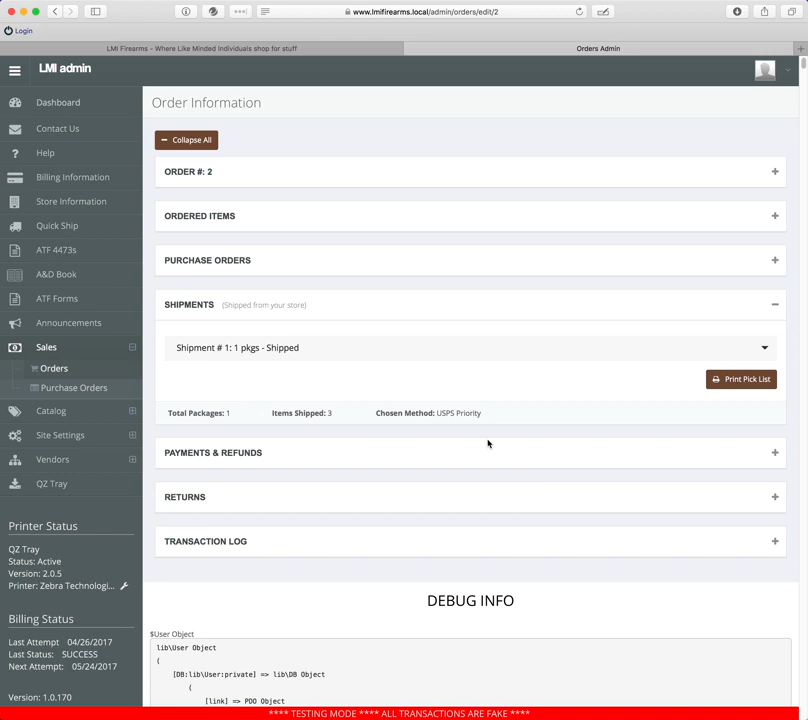 www.lmifirearms.local/admin/orders/edit/2
Login
LMI Firearms - Where Like Minded Individuals shop for stuff
Orders Admin
LMI admin
Dashboard
Contact Us
Help
Billing Information
Store Information
Quick Ship
ATF 4473s
A&D Book
ATF Forms
Announcements
Sales
Orders
Purchase Orders
Catalog
Site Settings
Vendors
QZ Tray
Printer Status
QZ Tray
Status: Active
Version: 2.0.5
Printer: Zebra Technologi...
Billing Status
Last Attempt 04/26/2017
Last Status: SUCCESS
Next Attempt: 05/24/2017
Version: 1.0.170
Order Information
Collapse All
ORDER #: 2
ORDERED ITEMS
PURCHASE ORDERS
SHIPMENTS (Shipped from your store)
Shipment # 1: 1 pkgs - Shipped
Print Pick List
Total Packages: 1 Items Shipped: 3 Chosen Method: USPS Priority
PAYMENTS & REFUNDS
RETURNS
TRANSACTION LOG
DEBUG INFO
$User Object
lib\User Object
(
[DB:lib\User:private] => lib\DB Object
(
[link] => PDO Object
**** TESTING MODE **** ALL TRANSACTIONS ARE FAKE ****